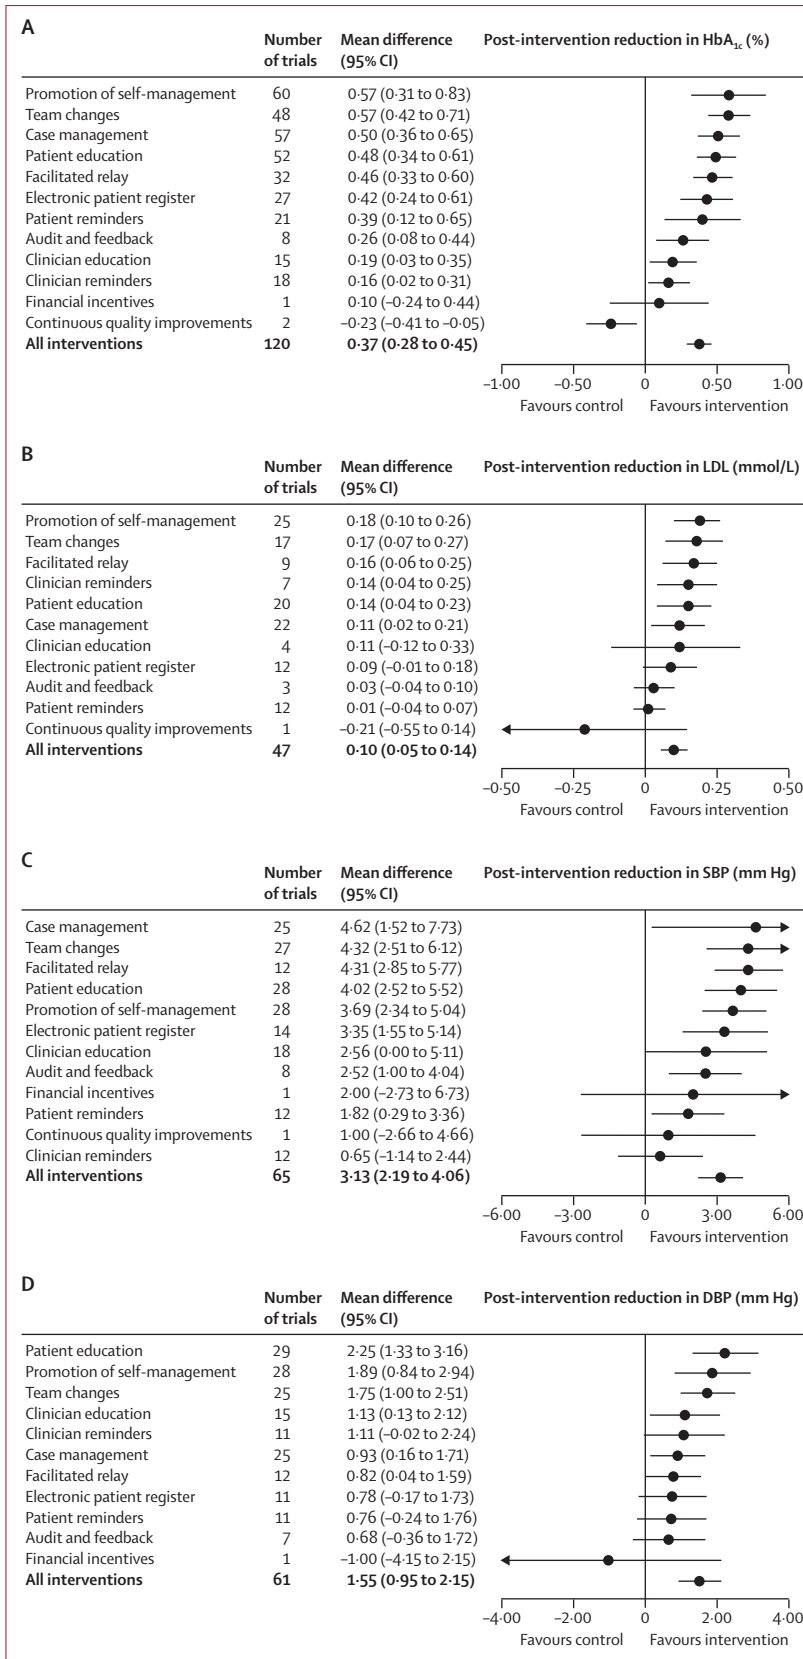 A
Number of trials Mean difference (95% CI) Post-intervention reduction in HbA1c (%)
Promotion of self-management 60 0·57 (0·31 to 0·83)
Team changes 48 0·57 (0·42 to 0·71)
Case management 57 0·50 (0·36 to 0·65)
Patient education 52 0·48 (0·34 to 0·61)
Facilitated relay 32 0·46 (0·33 to 0·60)
Electronic patient register 27 0·42 (0·24 to 0·61)
Patient reminders 21 0·39 (0·12 to 0·65)
Audit and feedback 8 0·26 (0·08 to 0·44)
Clinician education 15 0·19 (0·03 to 0·35)
Clinician reminders 18 0·16 (0·02 to 0·31)
Financial incentives 1 0·10 (–0·24 to 0·44)
Continuous quality improvements 2 –0·23 (–0·41 to –0·05)
All interventions 120 0·37 (0·28 to 0·45)
–1·00 –0·50 0 0·50 1·00
Favours control Favours intervention
B
Number of trials Mean difference (95% CI) Post-intervention reduction in LDL (mmol/L)
Promotion of self-management 25 0·18 (0·10 to 0·26)
Team changes 17 0·17 (0·07 to 0·27)
Facilitated relay 9 0·16 (0·06 to 0·25)
Clinician reminders 7 0·14 (0·04 to 0·25)
Patient education 20 0·14 (0·04 to 0·23)
Case management 22 0·11 (0·02 to 0·21)
Clinician education 4 0·11 (–0·12 to 0·33)
Electronic patient register 12 0·09 (–0·01 to 0·18)
Audit and feedback 3 0·03 (–0·04 to 0·10)
Patient reminders 12 0·01 (–0·04 to 0·07)
Continuous quality improvements 1 –0·21 (–0·55 to 0·14)
All interventions 47 0·10 (0·05 to 0·14)
–0·50 –0·25 0 0·25 0·50
Favours control Favours intervention
C
Number of trials Mean difference (95% CI) Post-intervention reduction in SBP (mm Hg)
Case management 25 4·62 (1·52 to 7·73)
Team changes 27 4·32 (2·51 to 6·12)
Facilitated relay 12 4·31 (2·85 to 5·77)
Patient education 28 4·02 (2·52 to 5·52)
Promotion of self-management 28 3·69 (2·34 to 5·04)
Electronic patient register 14 3·35 (1·55 to 5·14)
Clinician education 18 2·56 (0·00 to 5·11)
Audit and feedback 8 2·52 (1·00 to 4·04)
Financial incentives 1 2·00 (–2·73 to 6·73)
Patient reminders 12 1·82 (0·29 to 3·36)
Continuous quality improvements 1 1·00 (–2·66 to 4·66)
Clinician reminders 12 0·65 (–1·14 to 2·44)
All interventions 65 3·13 (2·19 to 4·06)
–6·00 –3·00 0 3·00 6·00
Favours control Favours intervention
D
Number of trials Mean difference (95% CI) Post-intervention reduction in DBP (mm Hg)
Patient education 29 2·25 (1·33 to 3·16)
Promotion of self-management 28 1·89 (0·84 to 2·94)
Team changes 25 1·75 (1·00 to 2·51)
Clinician education 15 1·13 (0·13 to 2·12)
Clinician reminders 11 1·11 (–0·02 to 2·24)
Case management 25 0·93 (0·16 to 1·71)
Facilitated relay 12 0·82 (0·04 to 1·59)
Electronic patient register 11 0·78 (–0·17 to 1·73)
Patient reminders 11 0·76 (–0·24 to 1·76)
Audit and feedback 7 0·68 (–0·36 to 1·72)
Financial incentives 1 –1·00 (–4·15 to 2·15)
All interventions 61 1·55 (0·95 to 2·15)
–4·00 –2·00 0 2·00 4·00
Favours control Favours intervention